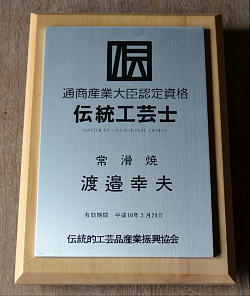 伝
通商産業大臣認定資格
伝統工芸士
MASTER OF TRADITIONAL CRAFTS
常滑焼
渡邉幸夫
有効期間 平成10年3月24日
伝統的工芸品産業振興協会